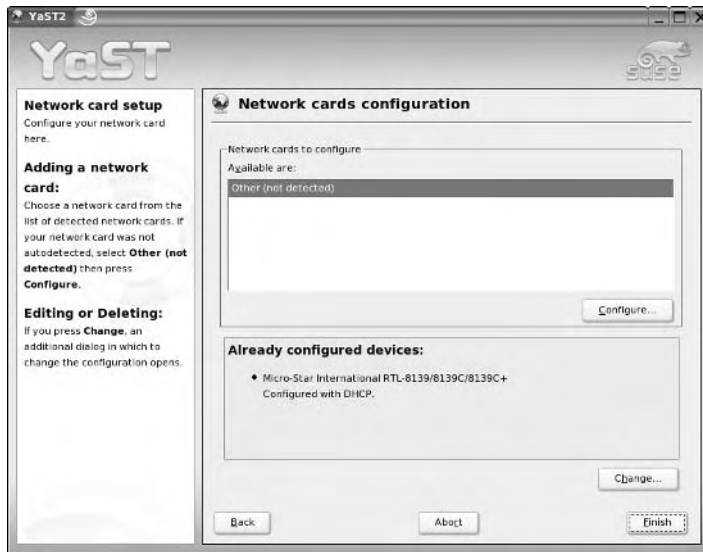 YaST2
YaST
suse
Network card setup
Configure your network card
here.
Adding a network
card:
Choose a network card from the
list of detected network cards. If
your network card was not
autodetected, select Other (not
detected) then press
Configure.
Editing or Deleting:
If you press Change, an
additional dialog in which to
change the configuration opens.
Network cards configuration
Network cards to configure
Available are:
Other (not detected)
Configure...
Already configured devices:
• Micro-Star International RTL-8139/8139C/8139C+
Configured with DHCP.
Change...
Back
Abort
Finish